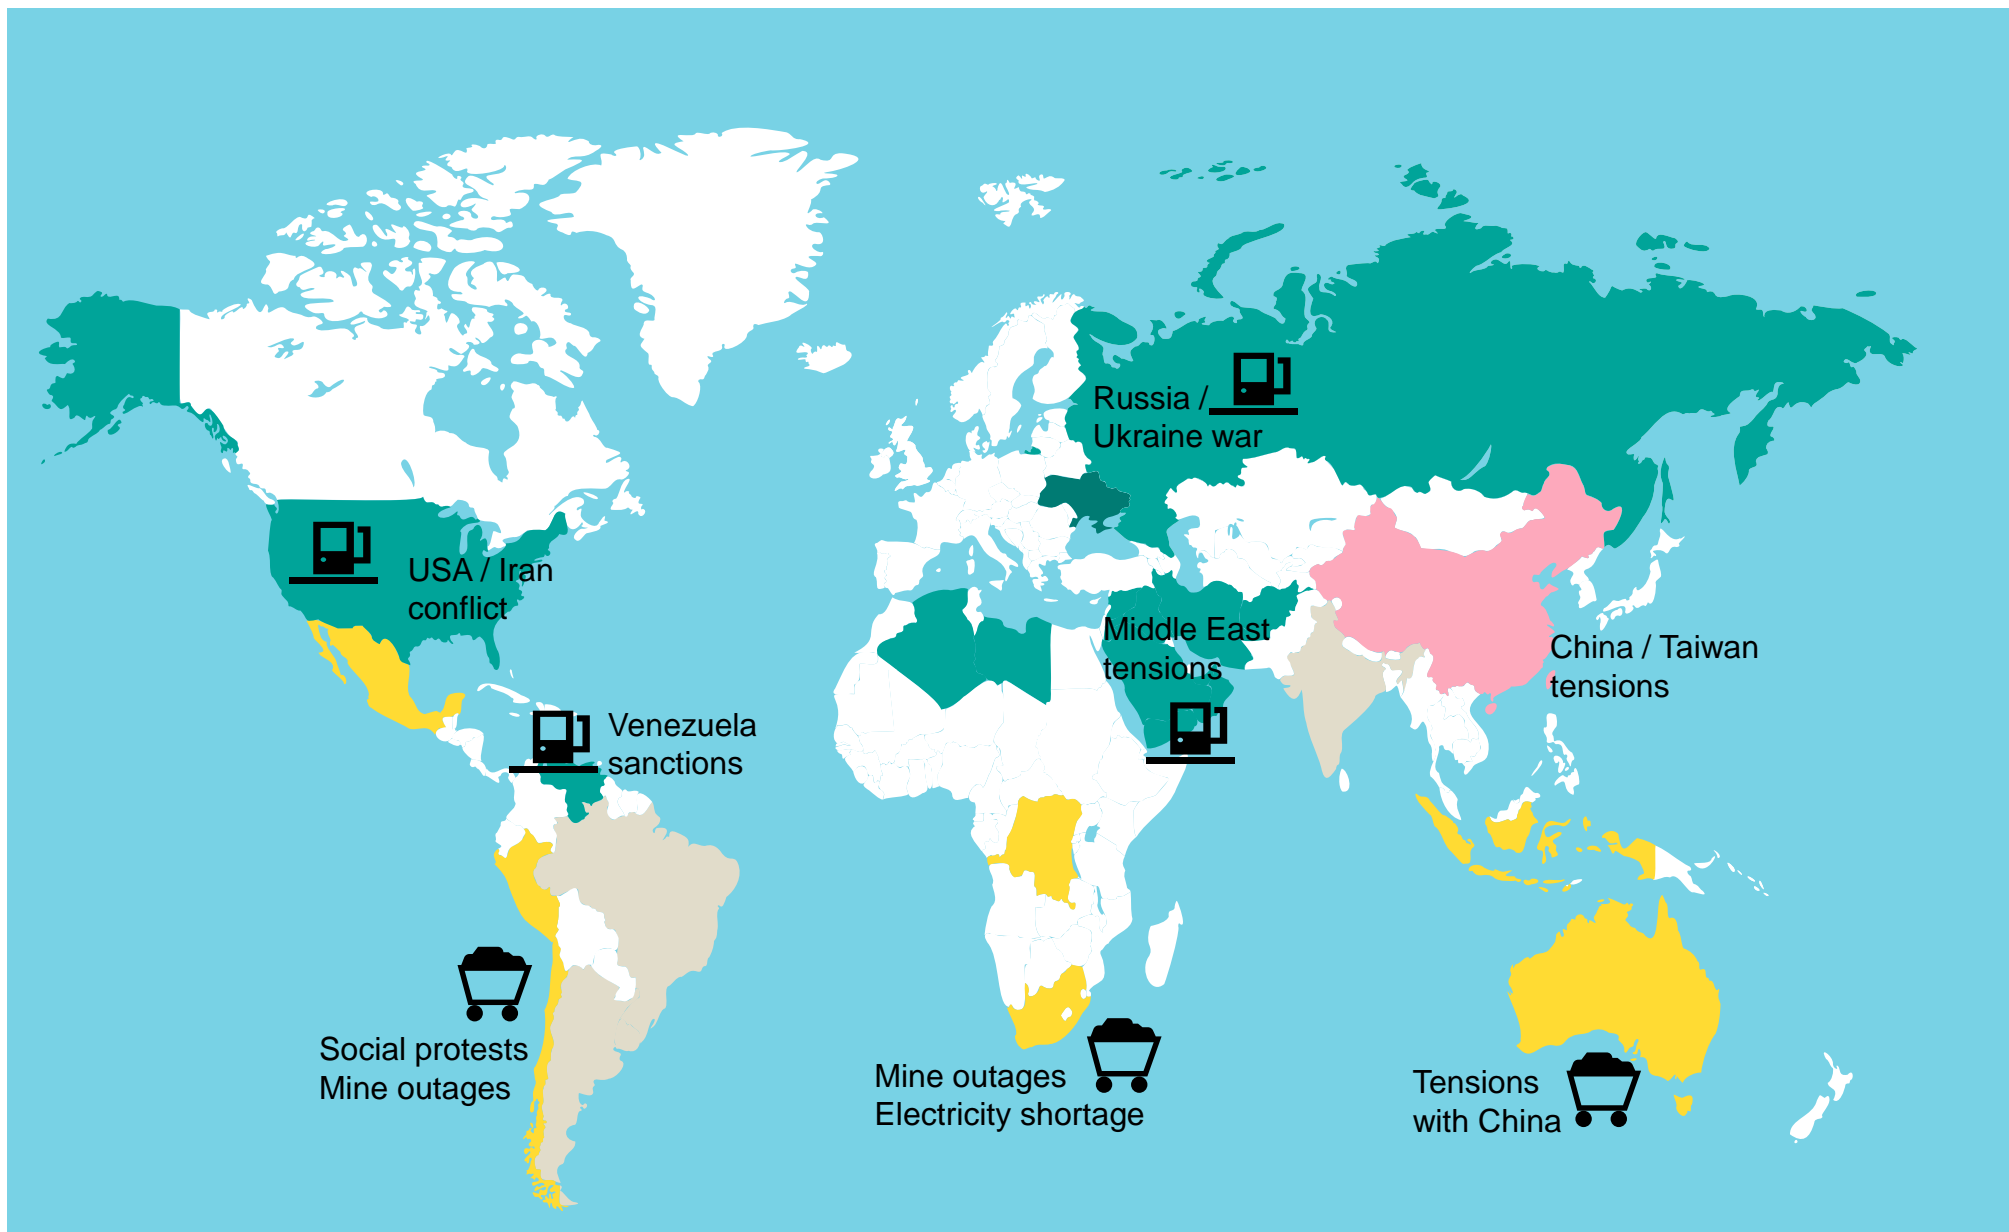 Russia /
Ukraine war
USA / Iran
conflict
Middle East
tensions
China / Taiwan
tensions
Venezuela
sanctions
Social protests
Mine outages
Mine outages
Electricity shortage
Tensions
with China